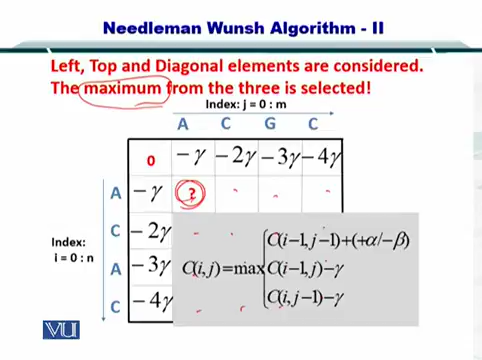 Needleman Wunsh Algorithm - II
Left, Top and Diagonal elements are considered.
The maximum from the three is selected!
Index: j = 0 : m
A C G C
0 −γ −2γ −3γ −4γ
A −γ ?
C −2γ
Index:
i = 0 : n
A −3γ
C −4γ
C(i−1, j−1)+(+α/−β)
C(i, j)=max C(i−1, j)−γ
C(i, j−1)−γ
VU